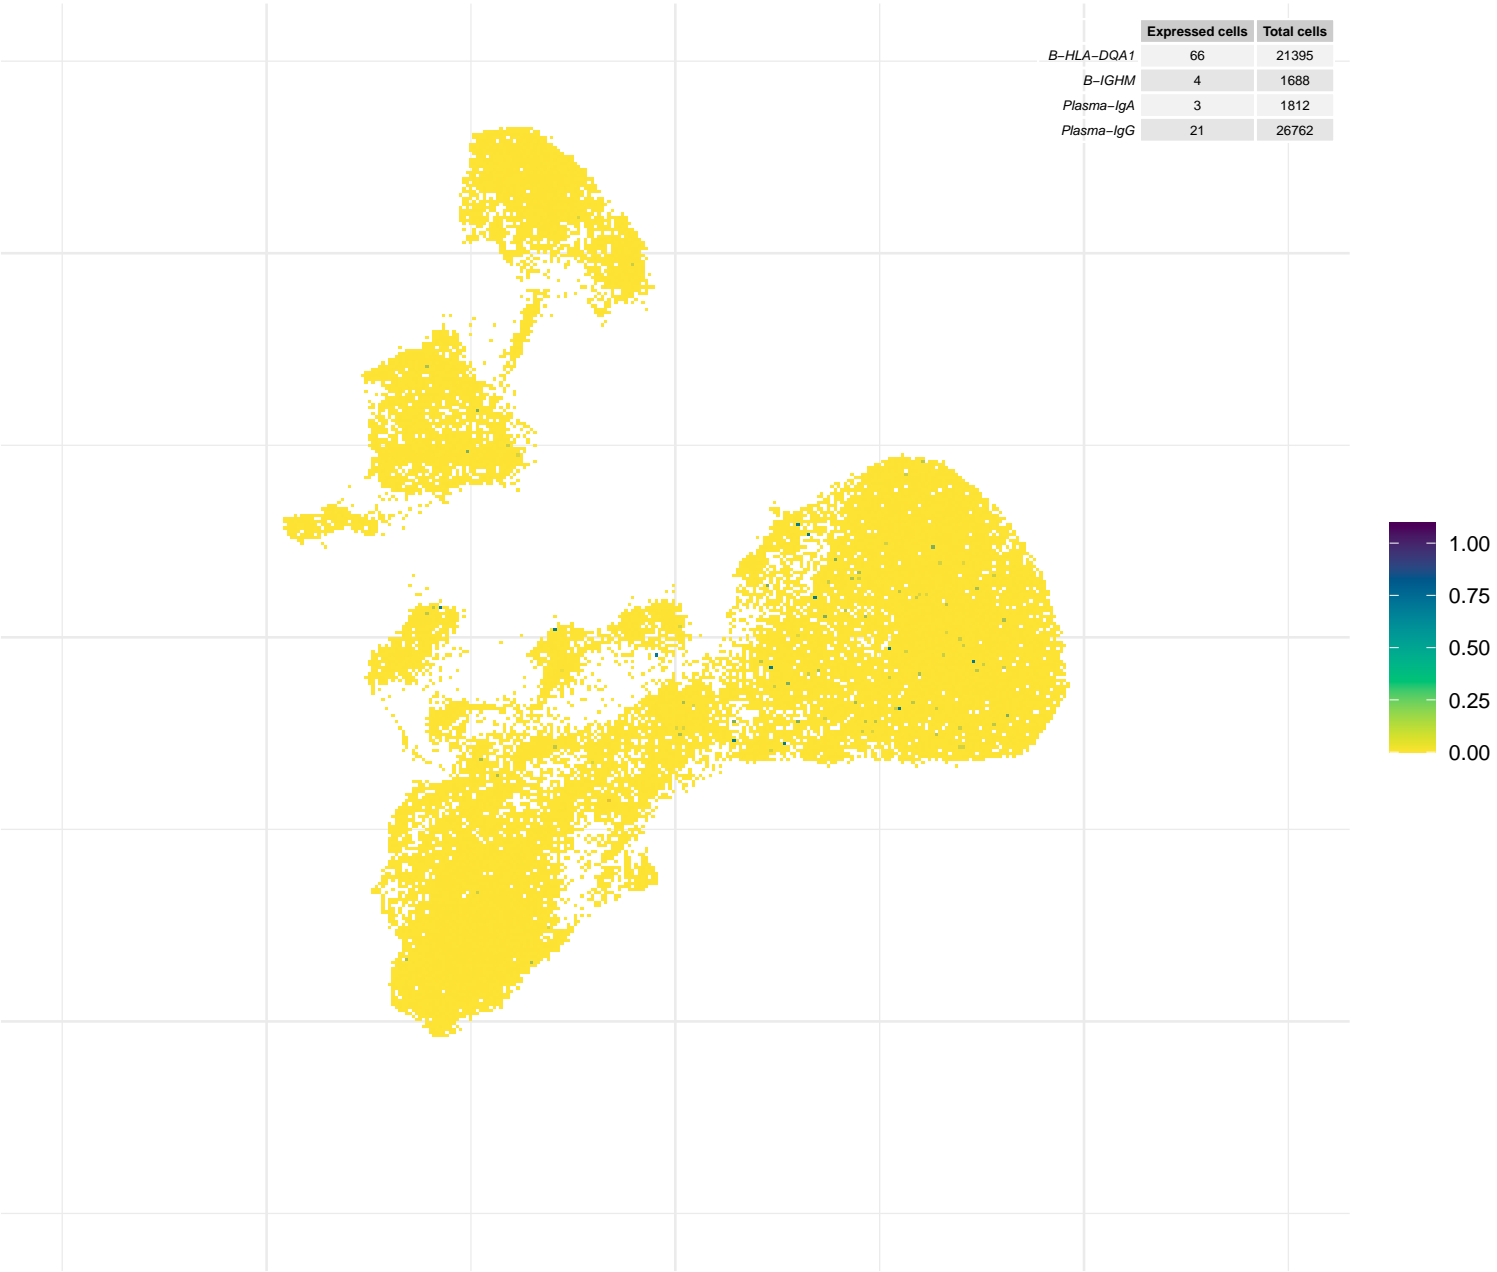 Expressed cells Total cells
B−HLA−DQA1 66 21395
B−IGHM 4 1688
Plasma−IgA 3 1812
Plasma−IgG 21 26762
1.00
0.75
0.50
0.25
0.00